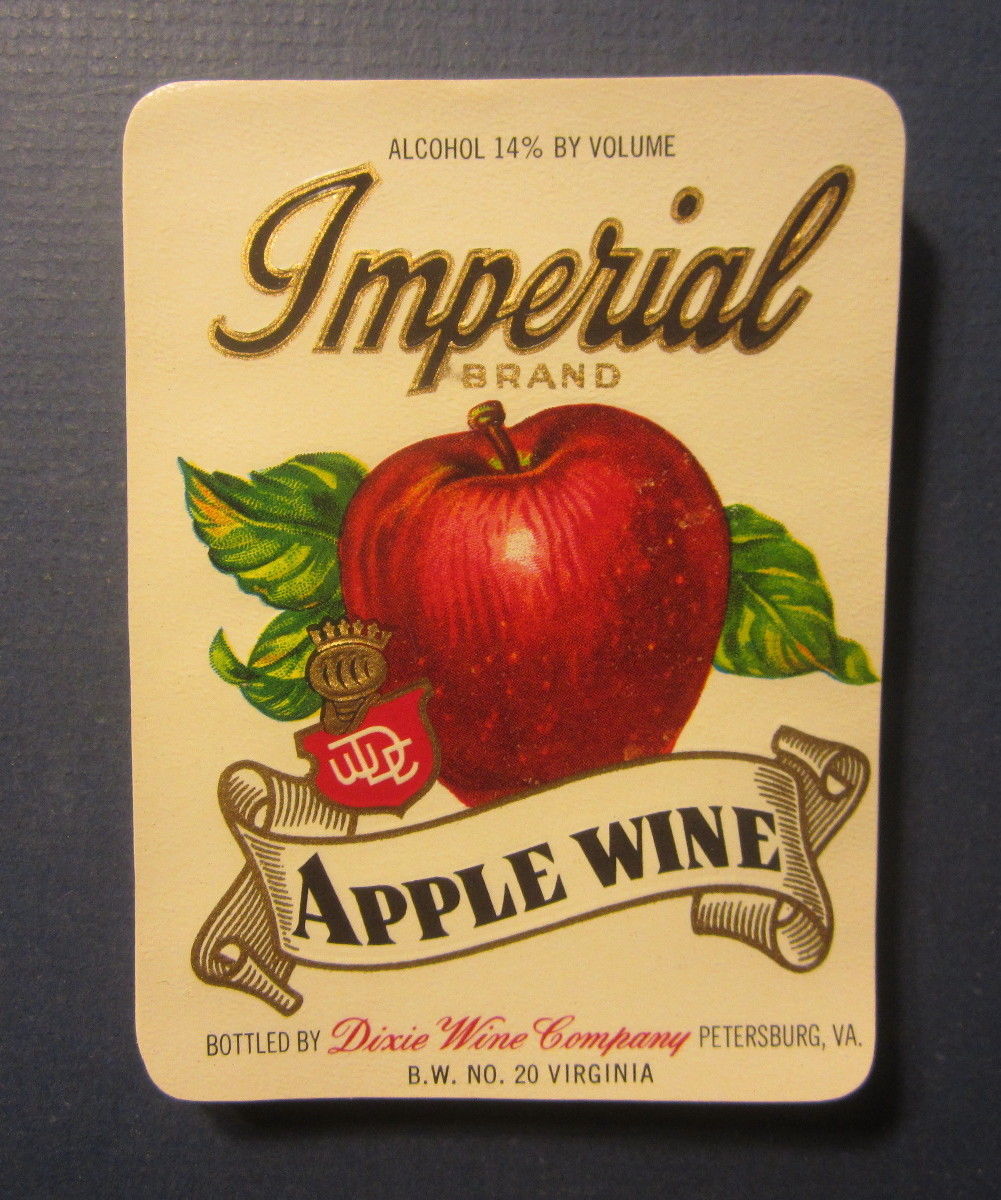 ALCOHOL 14% BY VOLUME
Imperial
BRAND
APPLE WINE
BOTTLED BY Dixie Wine Company PETERSBURG, VA.
B.W. NO. 20 VIRGINIA